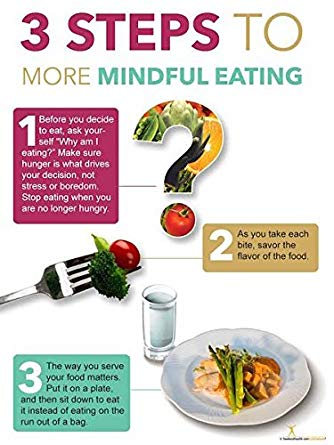 3 STEPS TO
MORE MINDFUL EATING
1 Before you decide
to eat, ask your-
self "Why am I
eating?" Make sure
hunger is what drives
your decision, not
stress or boredom.
Stop eating when you
are no longer hungry.
2 As you take each
bite, savor the
flavor of the food.
3 The way you serve
your food matters.
Put it on a plate,
and then sit down to eat
it instead of eating on the
run out of a bag.